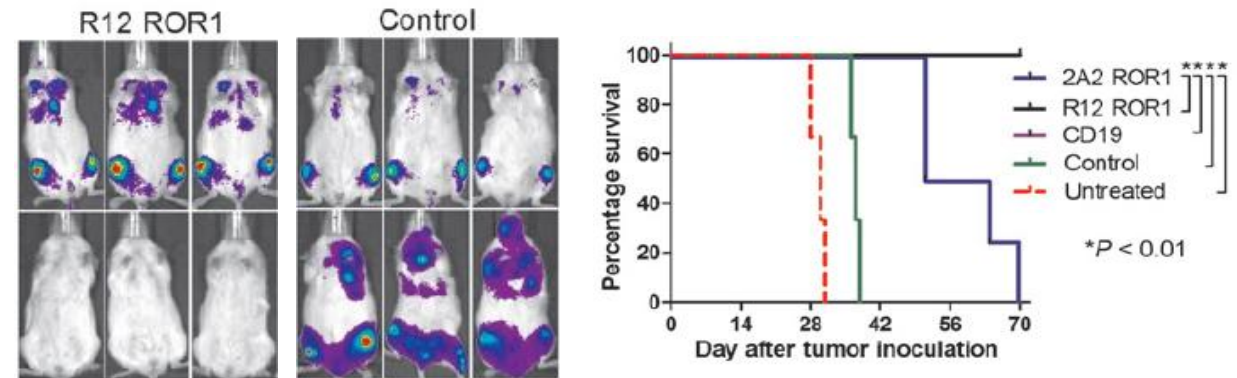 R12 ROR1
Control
100
80
60
40
20
0
Percentage survival
0 14 28 42 56 70
Day after tumor inoculation
2A2 ROR1 ****
R12 ROR1
CD19
Control
Untreated
*P < 0.01